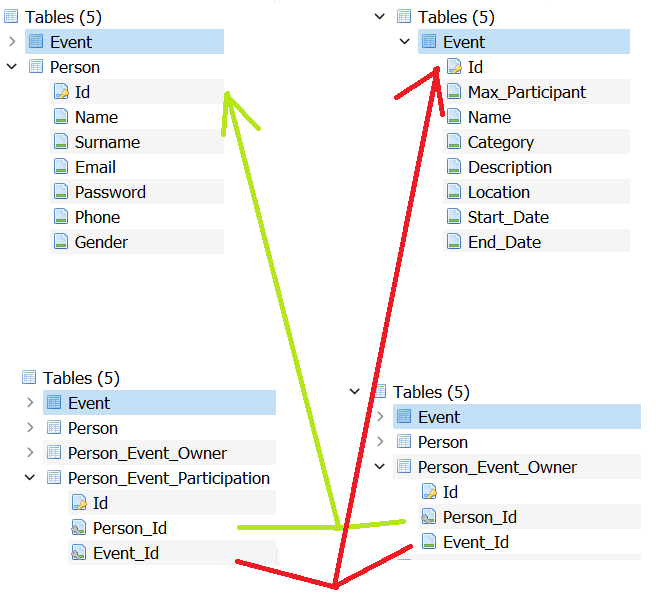 Tables (5)
Event
Person
Id
Name
Surname
Email
Password
Phone
Gender
Tables (5)
Event
Id
Max_Participant
Name
Category
Description
Location
Start_Date
End_Date
Tables (5)
Event
Person
Person_Event_Owner
Person_Event_Participation
Id
Person_Id
Event_Id
Tables (5)
Event
Person
Person_Event_Owner
Id
Person_Id
Event_Id